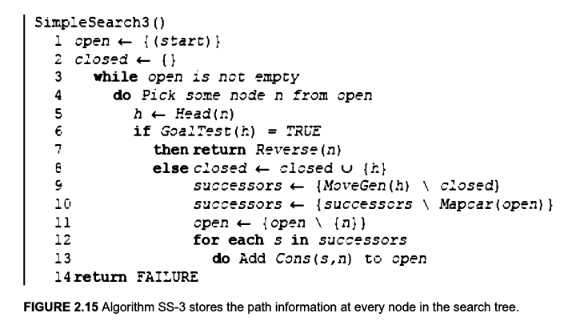 SimpleSearch3()
1 open ← {(start)}
2 closed ← {}
3 while open is not empty
4 do Pick some node n from open
5 h ← Head(n)
6 if GoalTest(h) = TRUE
7 then return Reverse(n)
8 else closed ← closed ∪ {h}
9 successors ← {MoveGen(h) \ closed}
10 successors ← {successors \ Mapcar(open)}
11 open ← {open \ {n}}
12 for each s in successors
13 do Add Cons(s,n) to open
14 return FAILURE
FIGURE 2.15 Algorithm SS-3 stores the path information at every node in the search tree.